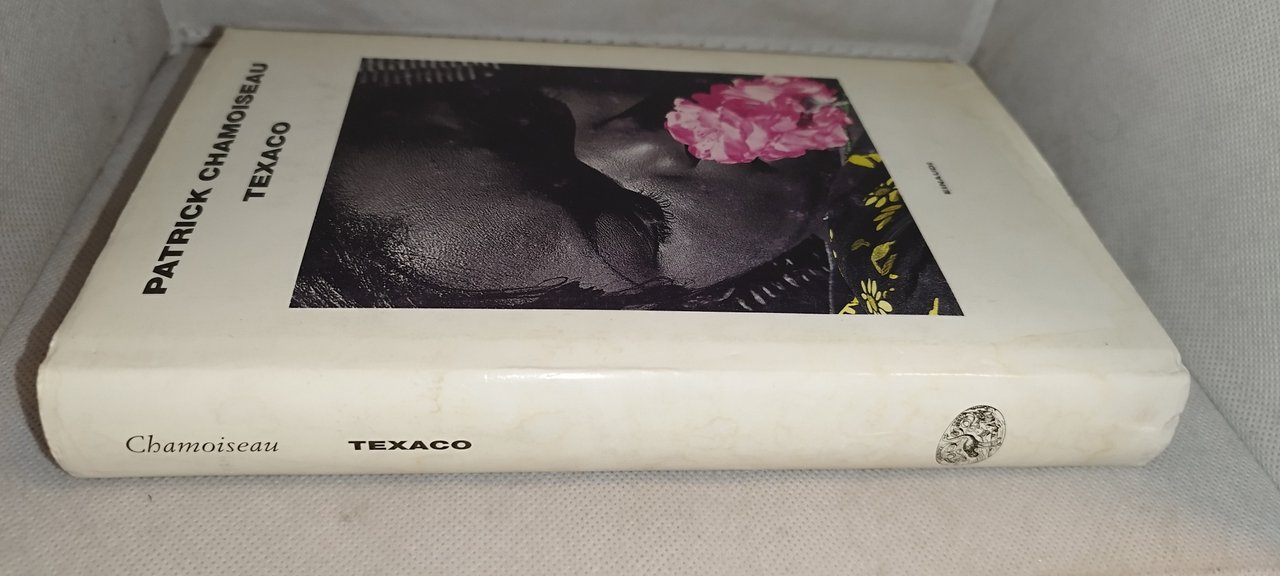 PATRICK CHAMOISEAU
TEXACO
EINAUDI
Chamoiseau TEXACO